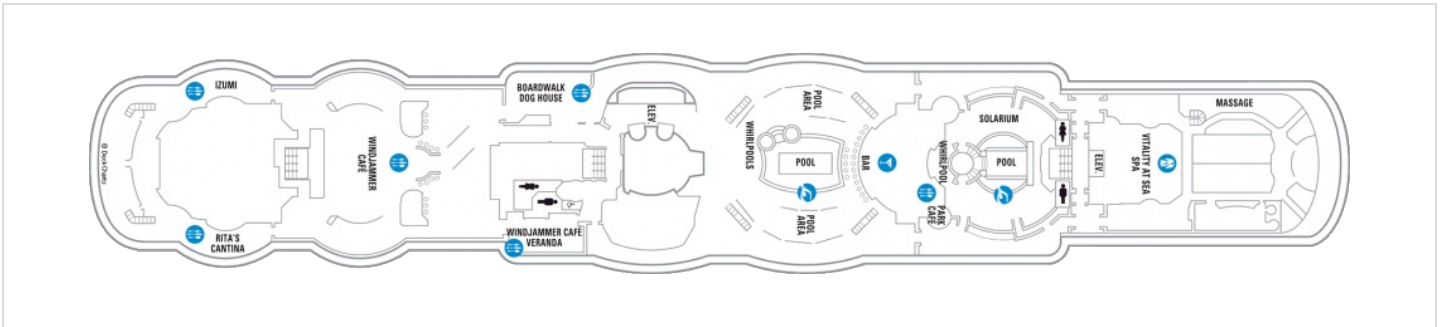 © Deck Charts
IZUMI
RITA'S
CANTINA
WINDJAMMER
CAFÉ
BOARDWALK
DOG HOUSE
WINDJAMMER CAFÉ
VERANDA
ELEV.
WHIRLPOOLS
POOL
AREA
POOL
POOL
AREA
BAR
WHIRLPOOL
PARK
CAFÉ
SOLARIUM
POOL
ELEV.
VITALITY AT SEA
SPA
MASSAGE